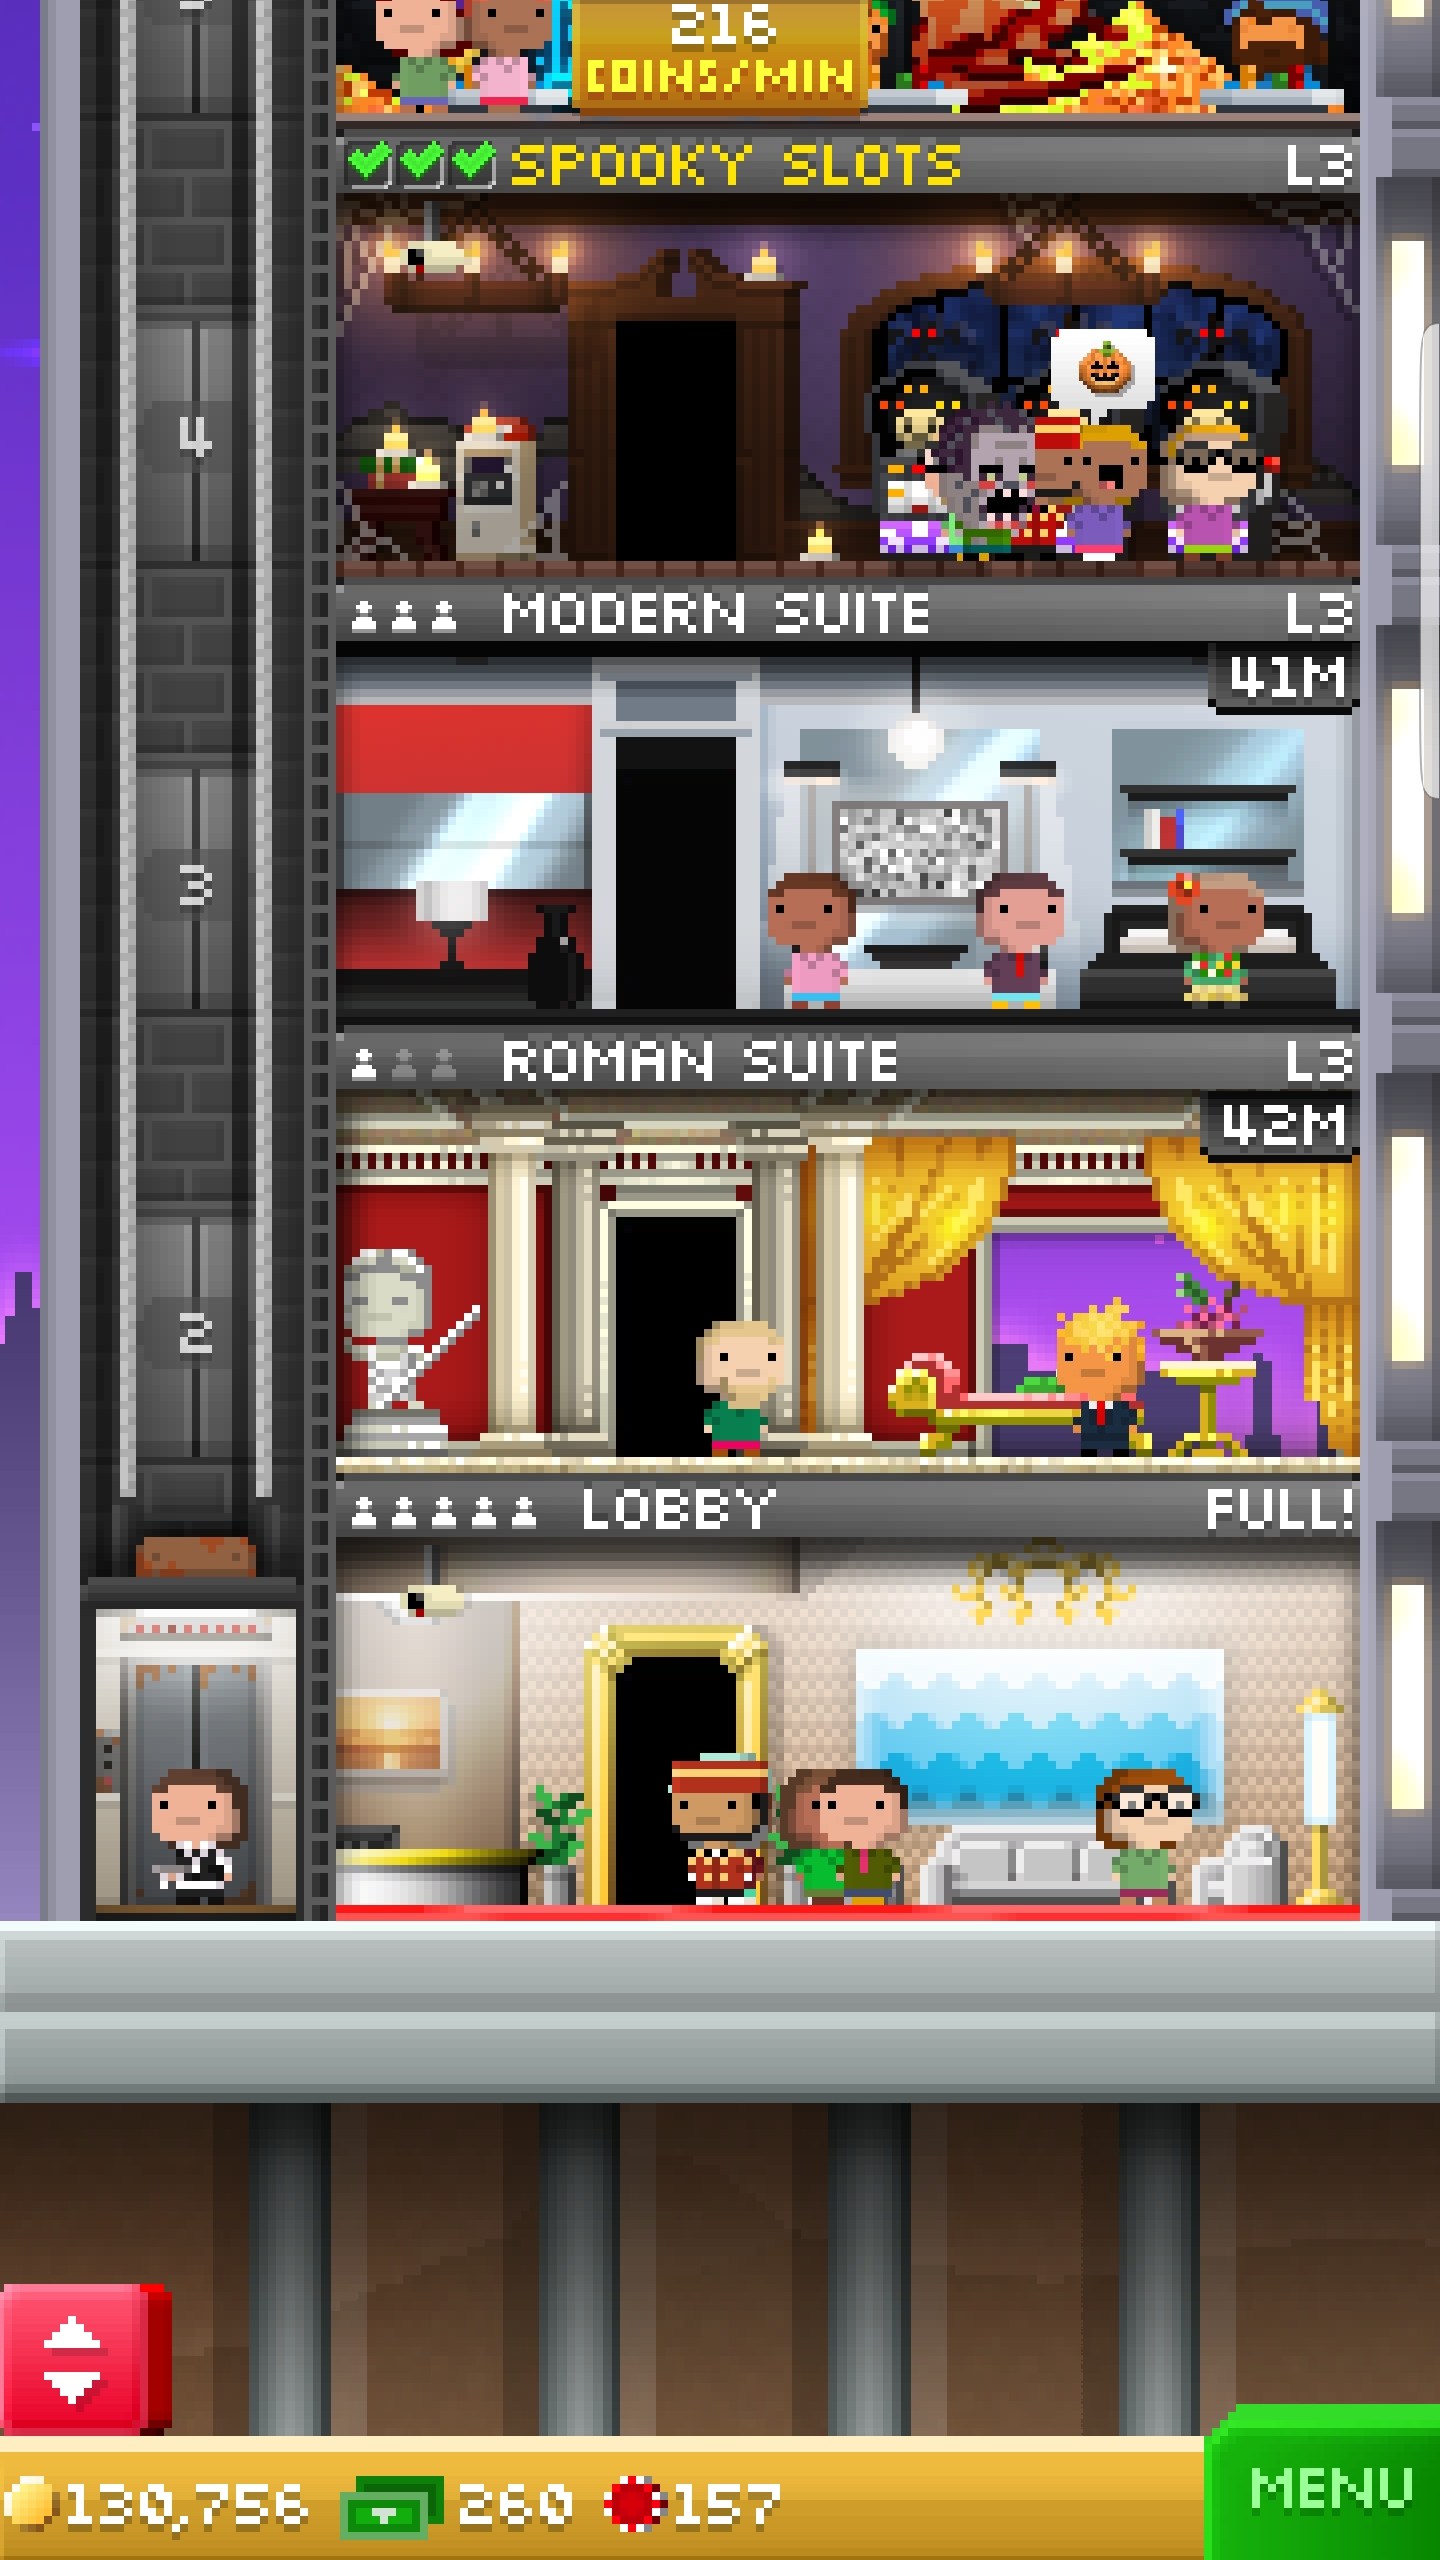 216
COINS/MIN
SPOOKY SLOTS L3
4
MODERN SUITE L3
41M
3
ROMAN SUITE L3
42M
2
LOBBY FULL!
130,756 260 157
MENU